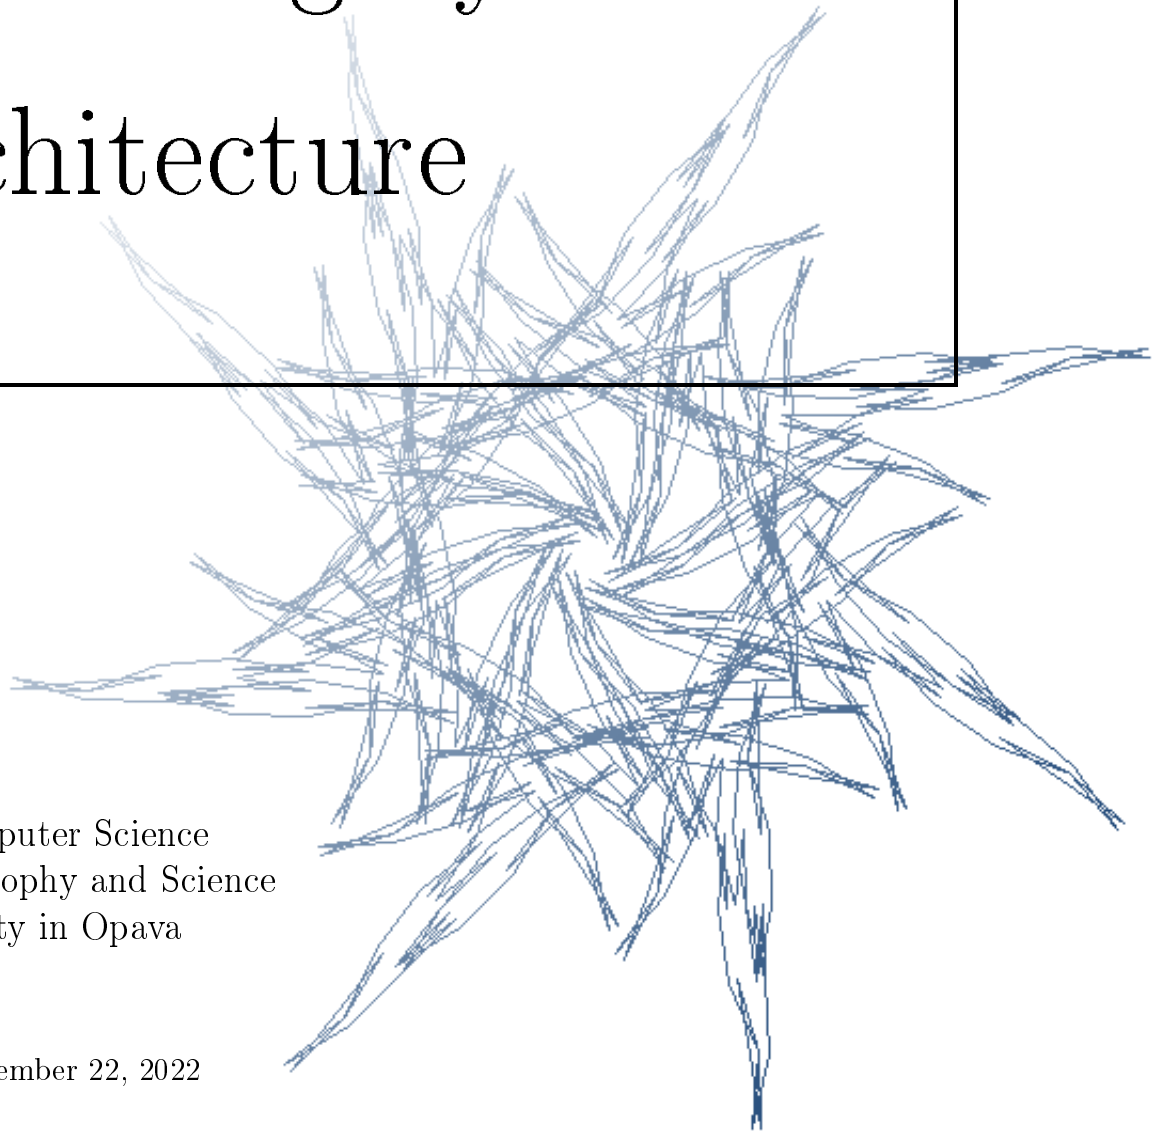 chitecture
puter Science
ophy and Science
ty in Opava
ember 22, 2022